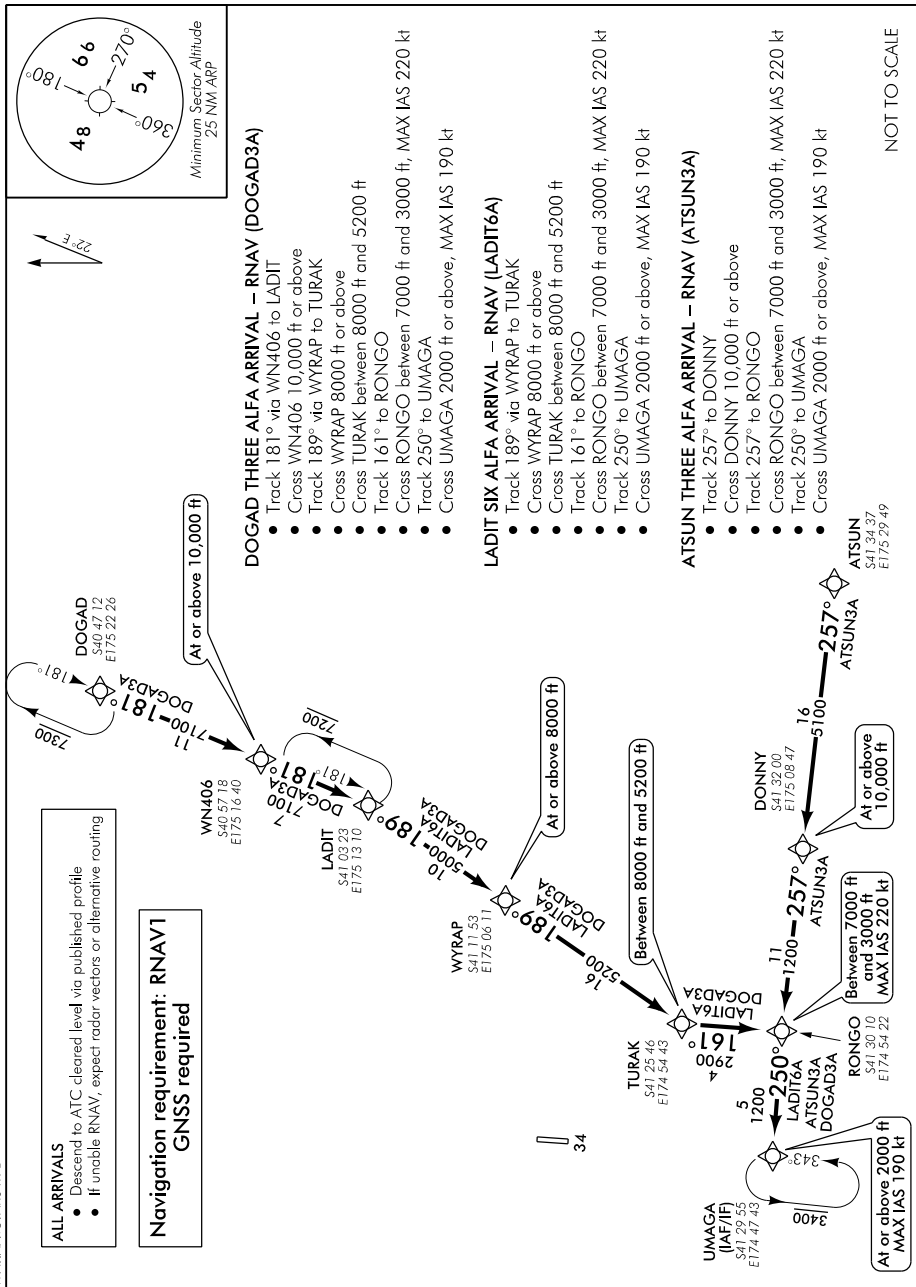 ALL ARRIVALS
• Descend to ATC cleared level via published profile
• If unable RNAV, expect radar vectors or alternative routing
Navigation requirement: RNAV1
GNSS required
22° E
180°
270°
360°
48
66
54
Minimum Sector Altitude
25 NM ARP
DOGAD
S40 47 12
E175 22 26
7300
181°
181°
DOGAD3A
7100
11
At or above 10,000 ft
WN406
S40 57 18
E175 16 40
181°
DOGAD3A
7100
7
7200
181°
LADIT
S41 03 23
E175 13 10
189°
LADIT6A
DOGAD3A
5000
10
At or above 8000 ft
WYRAP
S41 11 53
E175 06 11
189°
LADIT6A
DOGAD3A
5200
16
Between 8000 ft and 5200 ft
TURAK
S41 25 46
E174 54 43
161°
2900
4
LADIT6A
DOGAD3A
34
RONGO
S41 30 10
E174 54 22
Between 7000 ft
and 3000 ft
MAX IAS 220 kt
5
1200
250°
LADIT6A
ATSUN3A
DOGAD3A
UMAGA
(IAF/IF)
S41 29 55
E174 47 43
343°
3400
At or above 2000 ft
MAX IAS 190 kt
11
1200
257°
ATSUN3A
DONNY
S41 32 00
E175 08 47
At or above
10,000 ft
16
5100
257°
ATSUN3A
ATSUN
S41 34 37
E175 29 49
DOGAD THREE ALFA ARRIVAL – RNAV (DOGAD3A)
• Track 181° via WN406 to LADIT
• Cross WN406 10,000 ft or above
• Track 189° via WYRAP to TURAK
• Cross WYRAP 8000 ft or above
• Cross TURAK between 8000 ft and 5200 ft
• Track 161° to RONGO
• Cross RONGO between 7000 ft and 3000 ft, MAX IAS 220 kt
• Track 250° to UMAGA
• Cross UMAGA 2000 ft or above, MAX IAS 190 kt
LADIT SIX ALFA ARRIVAL – RNAV (LADIT6A)
• Track 189° via WYRAP to TURAK
• Cross WYRAP 8000 ft or above
• Cross TURAK between 8000 ft and 5200 ft
• Track 161° to RONGO
• Cross RONGO between 7000 ft and 3000 ft, MAX IAS 220 kt
• Track 250° to UMAGA
• Cross UMAGA 2000 ft or above, MAX IAS 190 kt
ATSUN THREE ALFA ARRIVAL – RNAV (ATSUN3A)
• Track 257° to DONNY
• Cross DONNY 10,000 ft or above
• Track 257° to RONGO
• Cross RONGO between 7000 ft and 3000 ft, MAX IAS 220 kt
• Track 250° to UMAGA
• Cross UMAGA 2000 ft or above, MAX IAS 190 kt
NOT TO SCALE